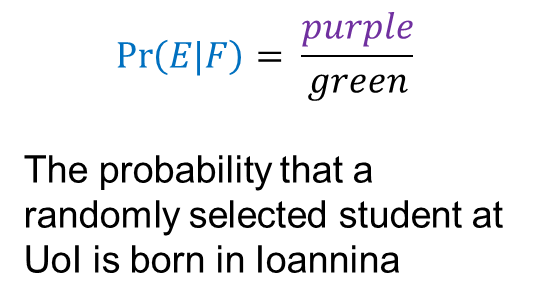 Pr(E|F) = purple / green
The probability that a
randomly selected student at
UoI is born in Ioannina